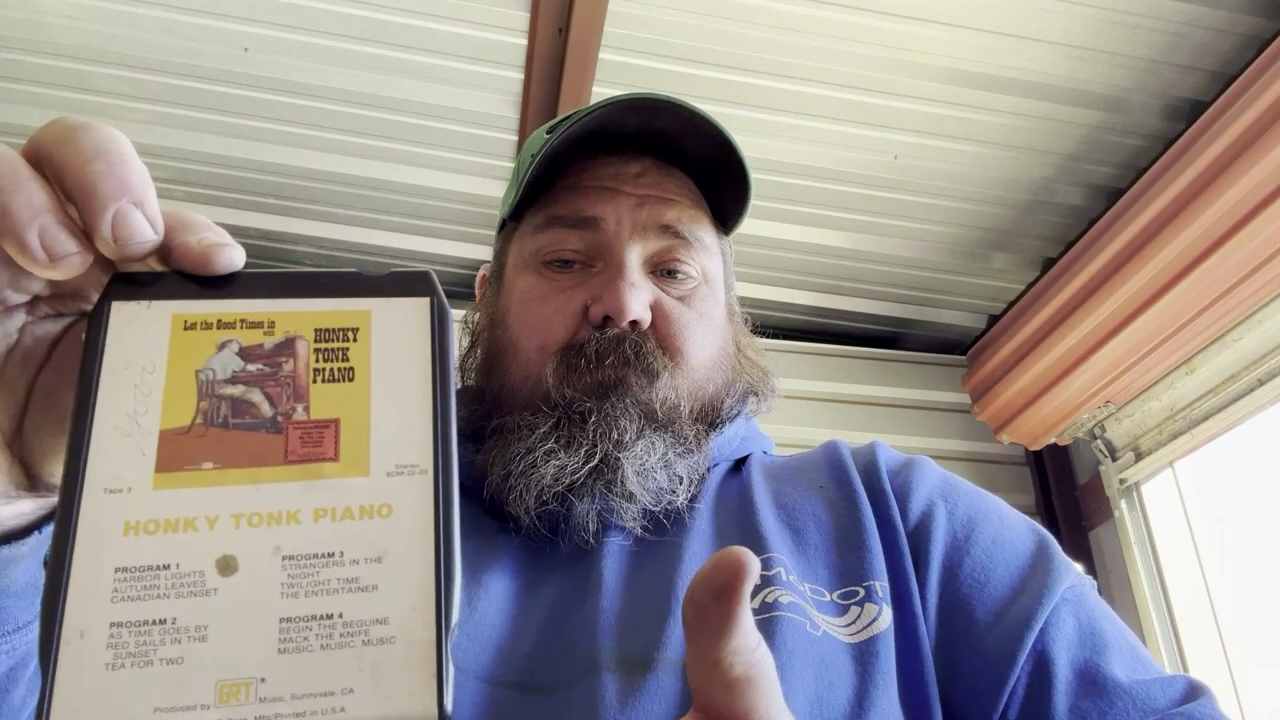 Let the Good Times in
with
HONKY
TONK
PIANO
Stereo
8DM-22-03
Tape 3
HONKY TONK PIANO
PROGRAM 1
HARBOR LIGHTS
AUTUMN LEAVES
CANADIAN SUNSET
PROGRAM 2
AS TIME GOES BY
RED SAILS IN THE
SUNSET
TEA FOR TWO
PROGRAM 3
STRANGERS IN THE
NIGHT
TWILIGHT TIME
THE ENTERTAINER
PROGRAM 4
BEGIN THE BEGUINE
MACK THE KNIFE
MUSIC, MUSIC, MUSIC
Produced by GRT® Music, Sunnyvale, CA
Mfg/Printed in U.S.A.
MoDOT